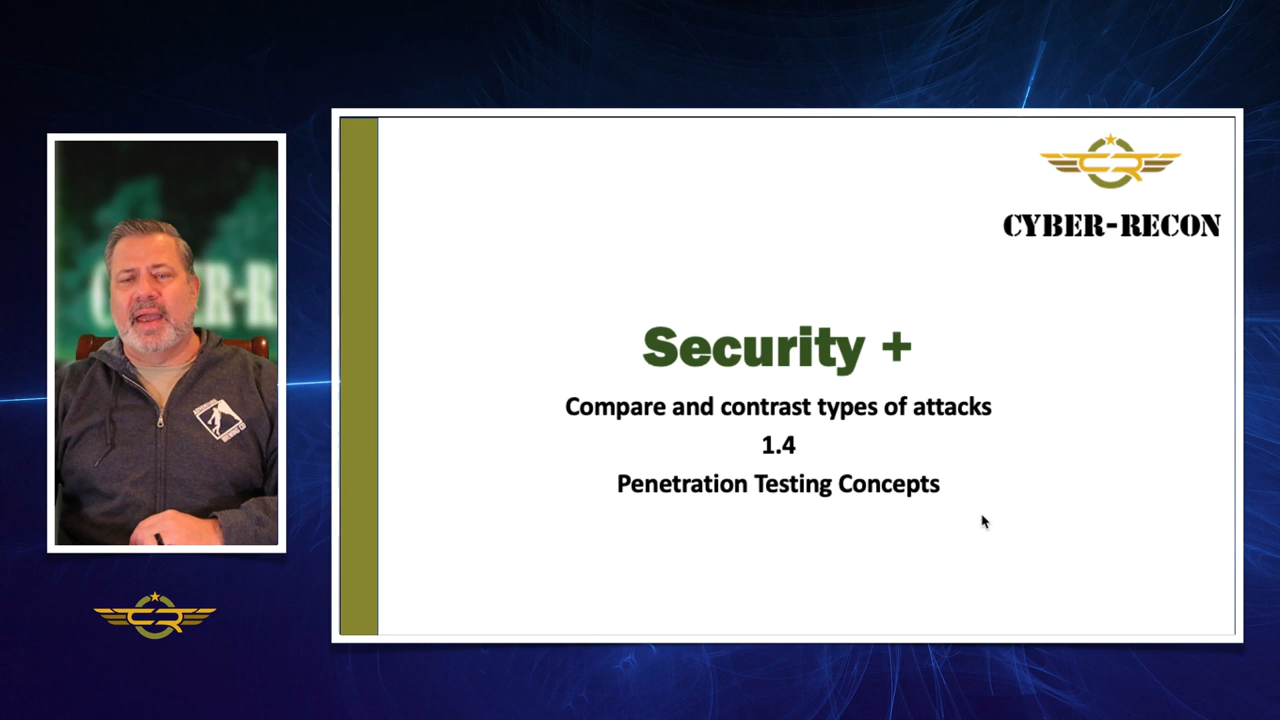 CYBER-RECON
Security +
Compare and contrast types of attacks
1.4
Penetration Testing Concepts